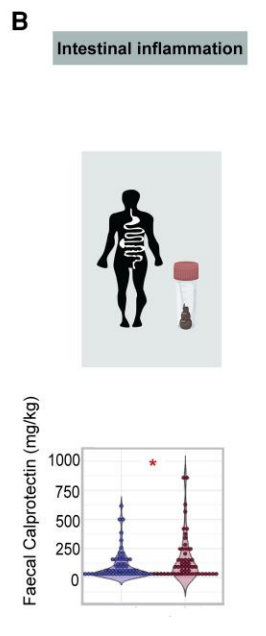 B
Intestinal inflammation
Faecal Calprotectin (mg/kg)
*
1000
750
500
250
0